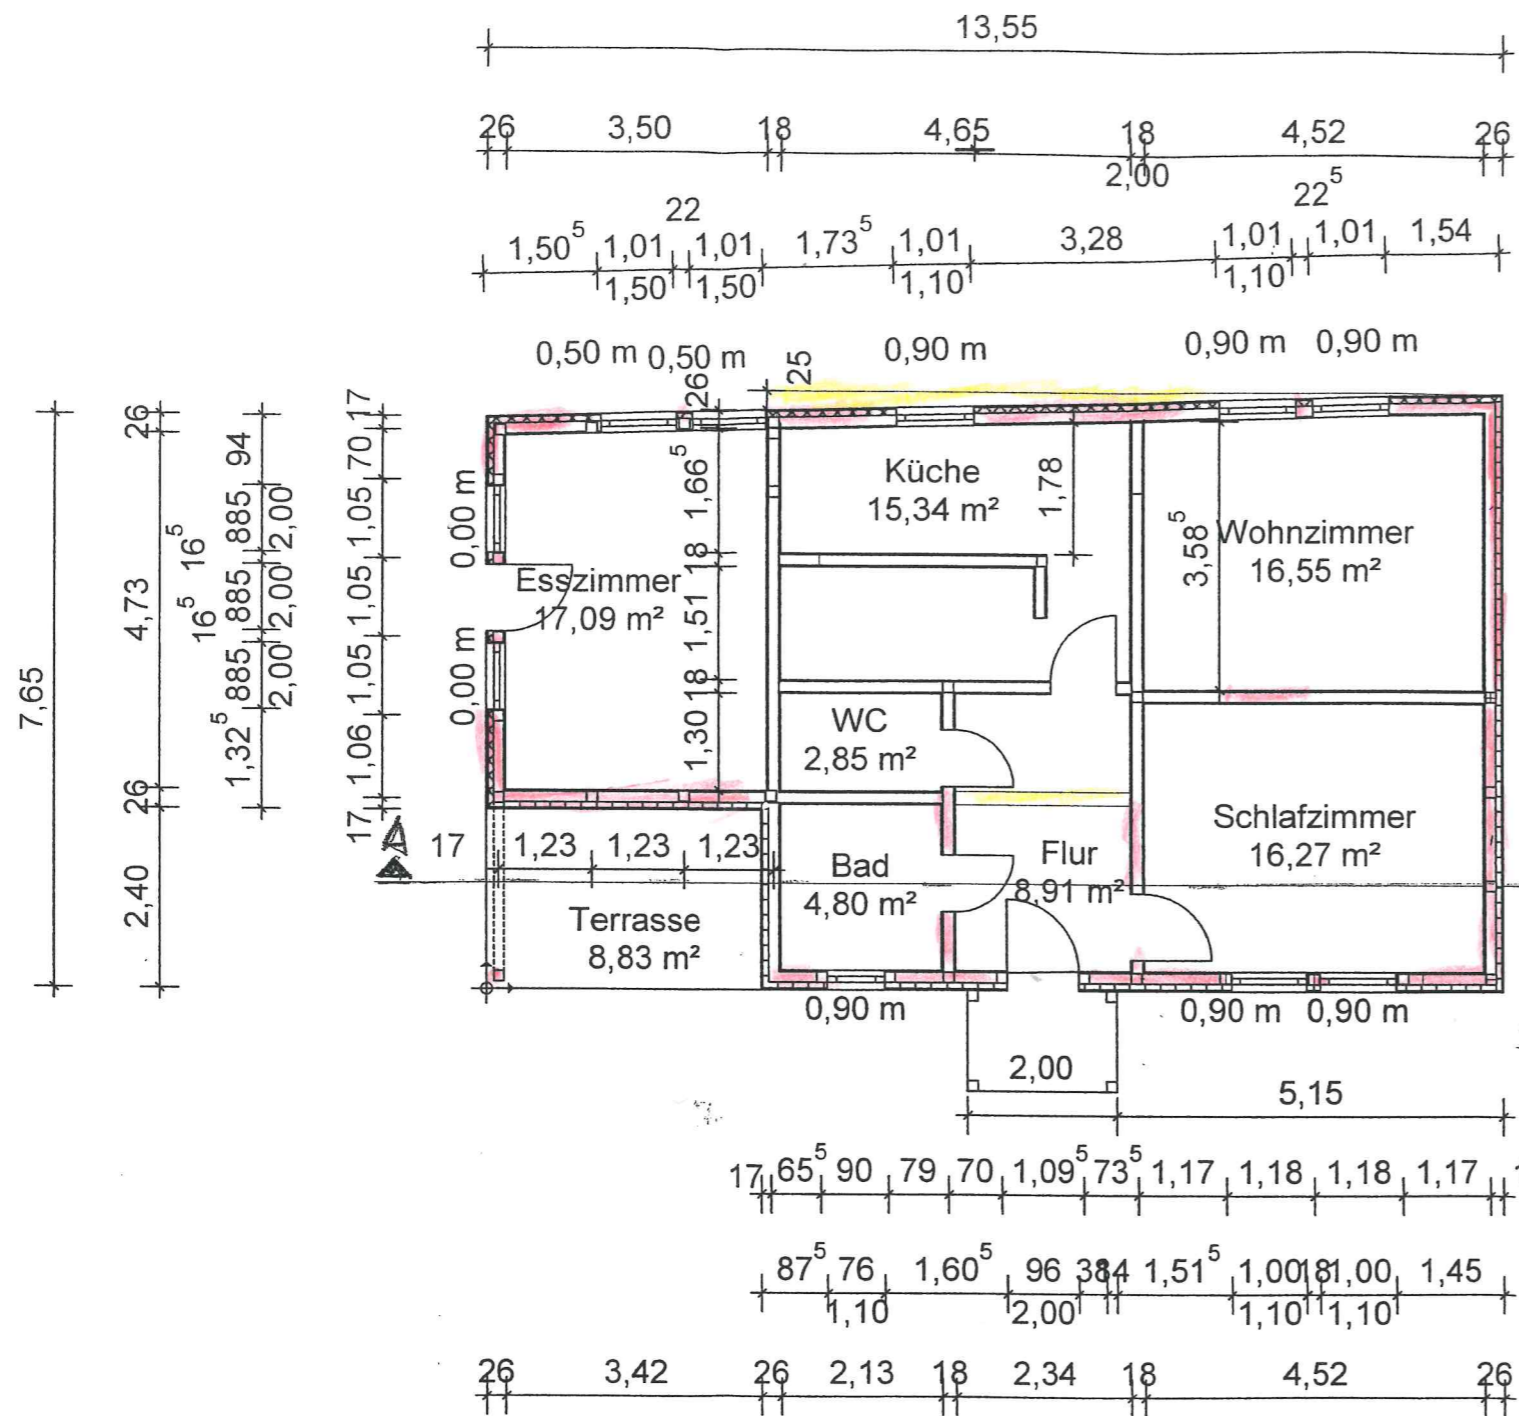 13,55
26 3,50 18 4,65 18 4,52 26
2,00
22 22⁵
1,50⁵ 1,01 1,01 1,73⁵ 1,01 3,28 1,01 1,01 1,54
1,50 1,50 1,10 1,10
0,50 m 0,50 m 0,90 m 0,90 m 0,90 m
25
26
7,65
26
4,73
26
2,40
16⁵
16⁵
94
885
2,00
885
2,00
885
2,00
1,32⁵
17
70
1,05
1,05
1,05
1,06
17
0,00 m
0,00 m
1,66⁵
18
1,51
18
1,30
Küche
15,34 m²
1,78
3,58⁵
Wohnzimmer
16,55 m²
Esszimmer
17,09 m²
WC
2,85 m²
Schlafzimmer
16,27 m²
17 1,23 1,23 1,23
Bad
4,80 m²
Flur
8,91 m²
Terrasse
8,83 m²
0,90 m 0,90 m 0,90 m
2,00
5,15
17 65⁵ 90 79 70 1,09⁵ 73⁵ 1,17 1,18 1,18 1,17
87⁵ 76 1,60⁵ 96 38 14 1,51⁵ 1,00 18 1,00 1,45
1,10 2,00 1,10 1,10
26 3,42 26 2,13 18 2,34 18 4,52 26